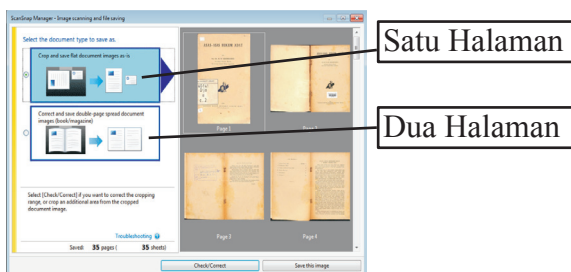 ScanSnap Manager - Image scanning and file saving
Select the document type to save as.
Crop and save flat document images as is
Correct and save double-page spread document
images (book/magazine)
Select [Check/Correct] if you want to correct the cropping
range, or crop an additional area from the cropped
document image.
Troubleshooting
Saved: 35 pages ( 35 sheets)
Page 1
Page 3
Page 4
Check/Correct
Save this image
Satu Halaman
Dua Halaman